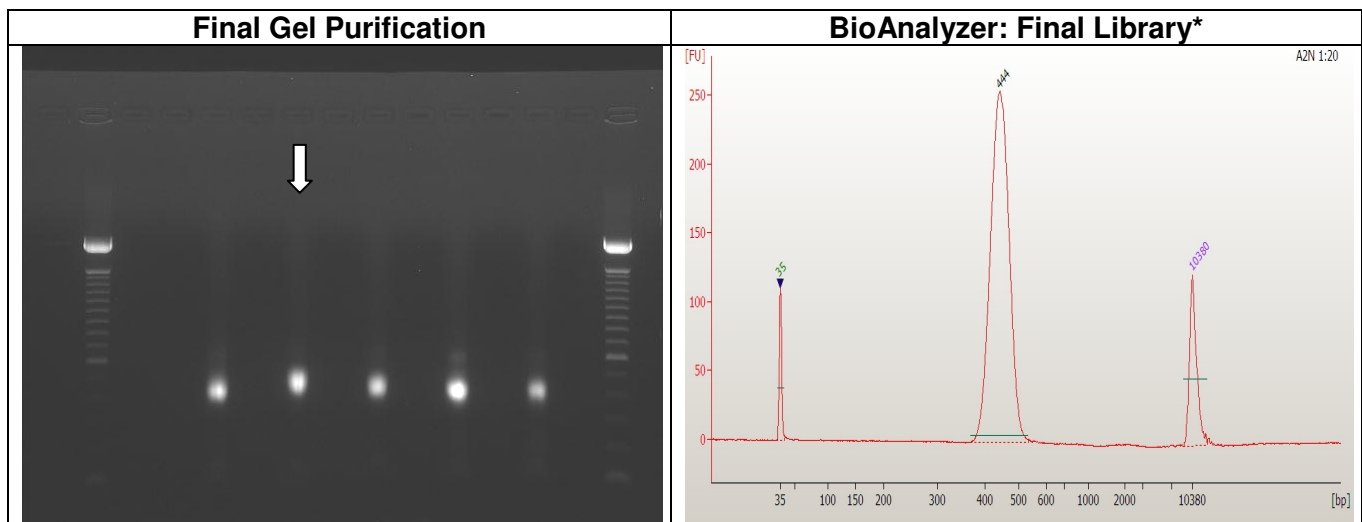 Final Gel Purification
BioAnalyzer: Final Library*
[FU]
A2N 1:20
444
250
200
10380
150
35
100
50
0
35 100 150 200 300 400 500 600 1000 2000 10380 [bp]